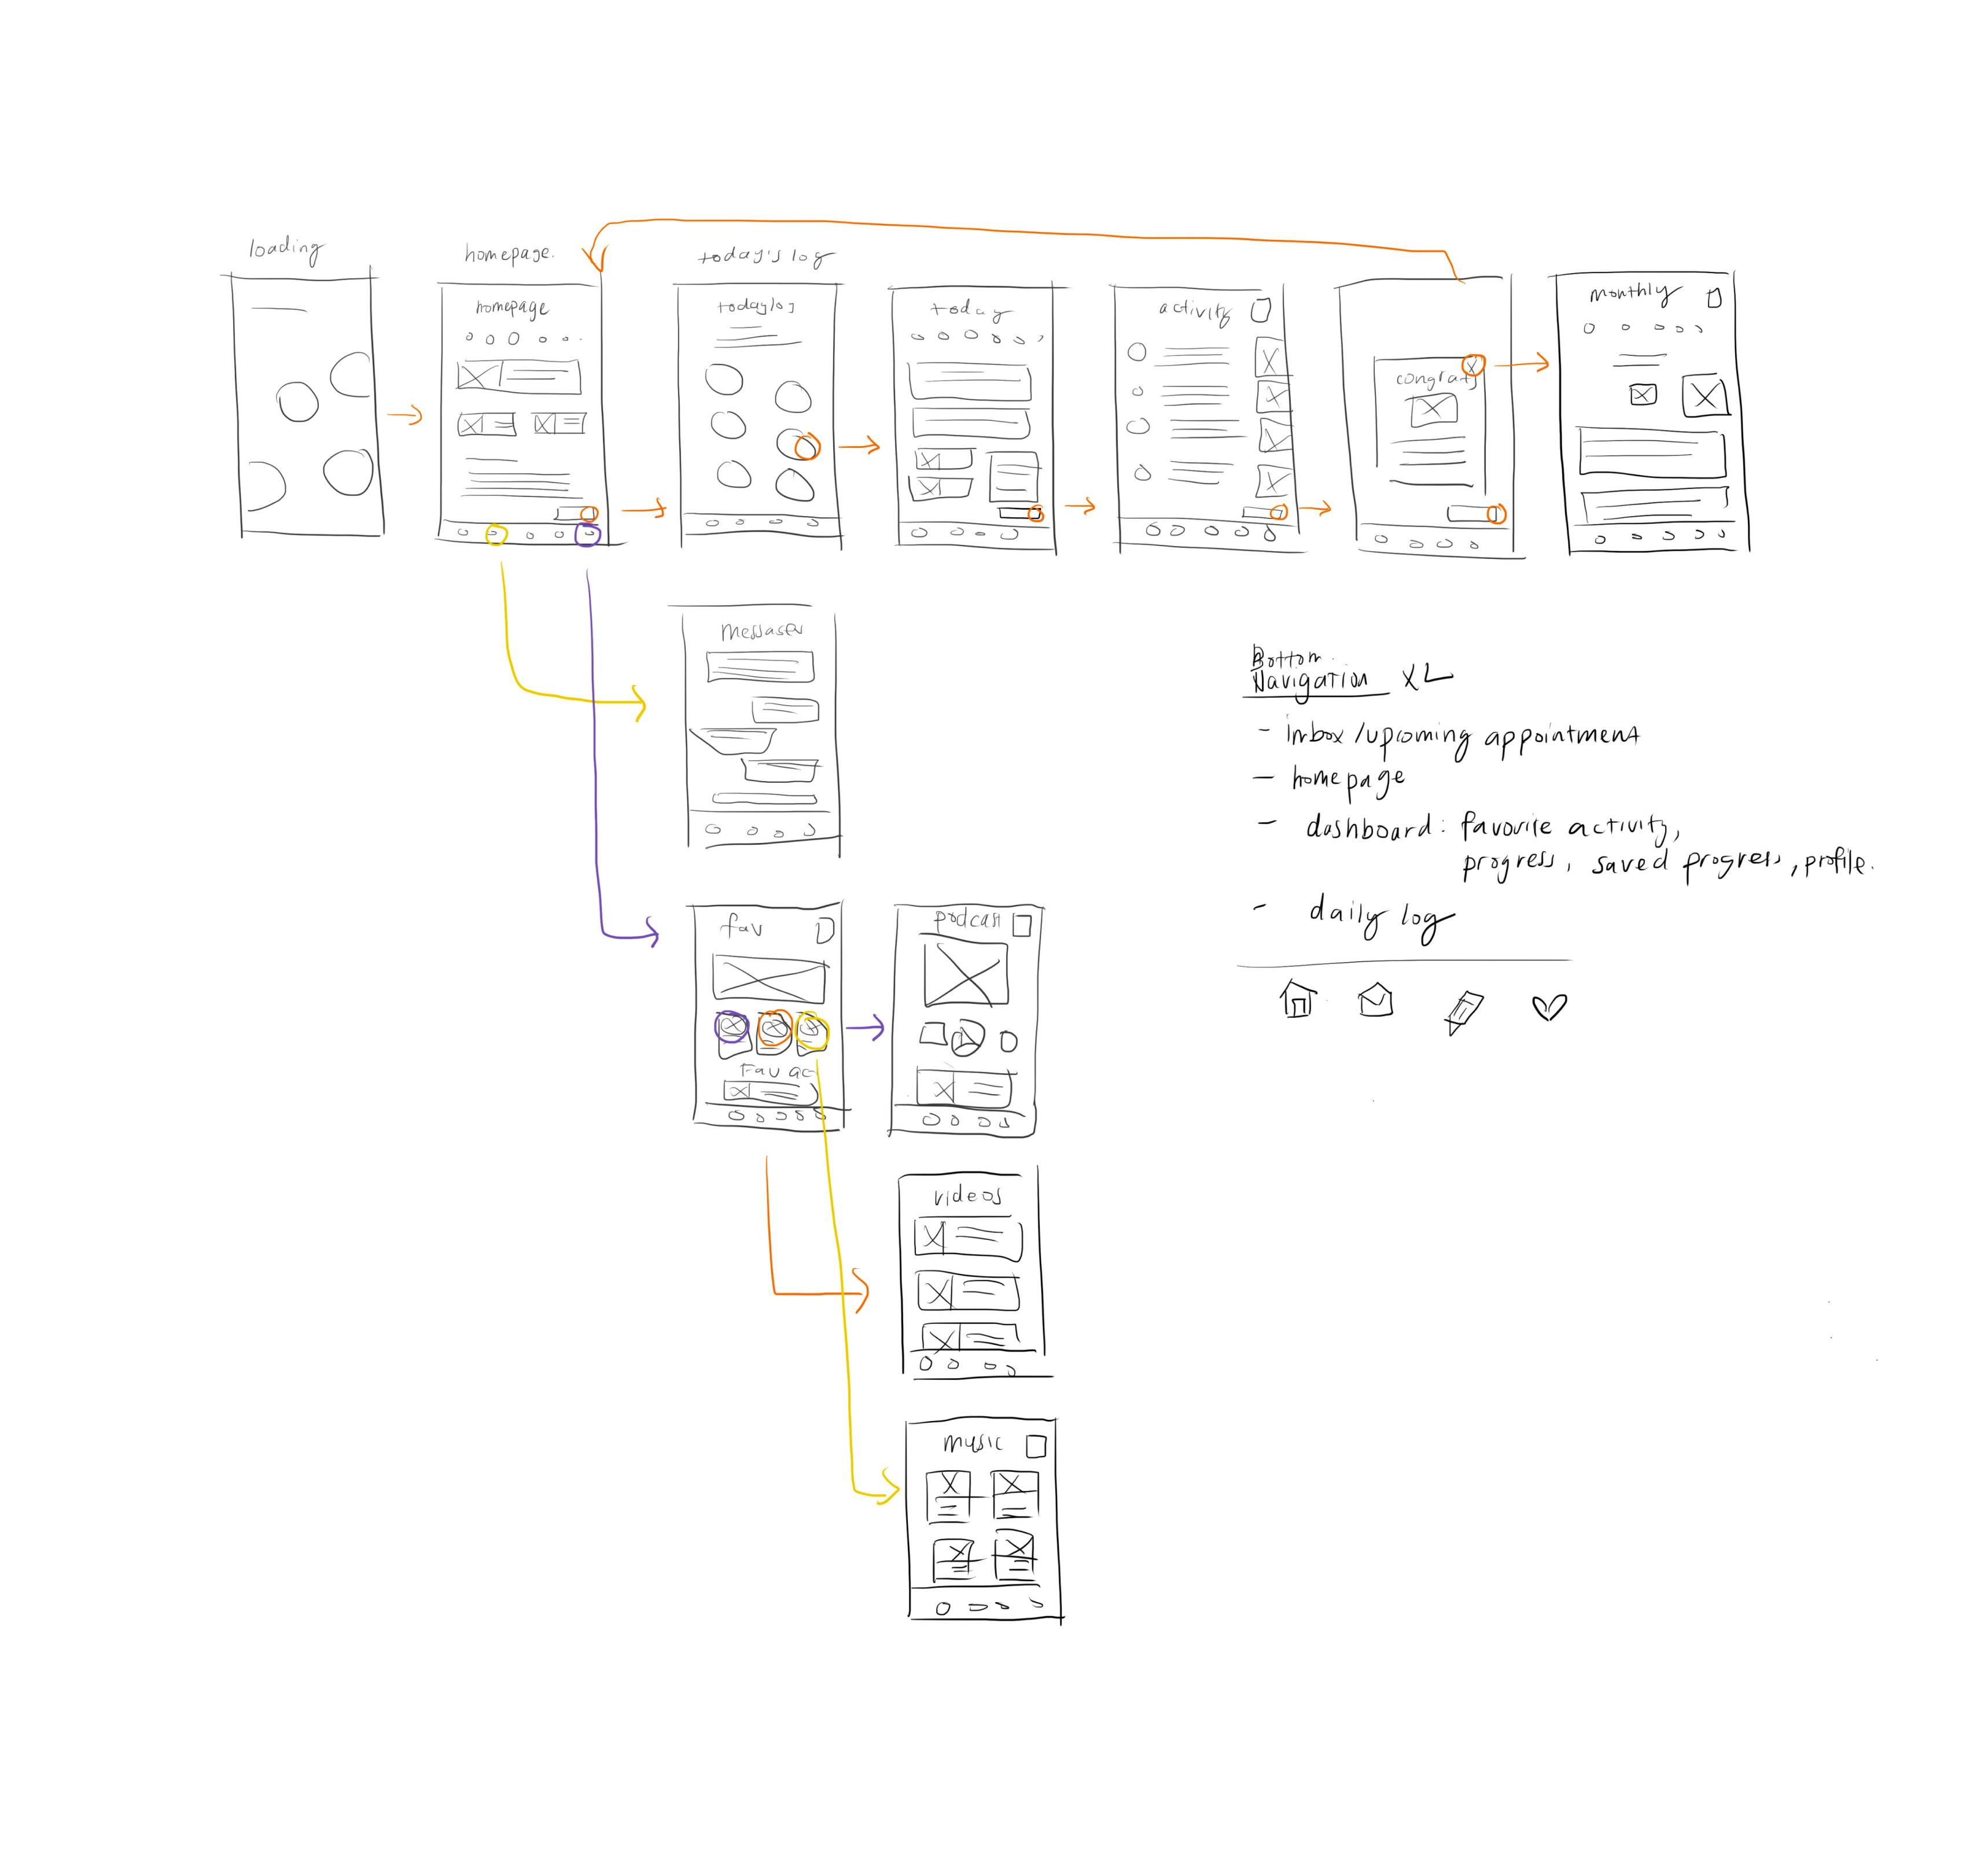 loading
homepage.
today's log
homepage
todaylog
today
activity
congrats
monthly
messages
Bottom
Navigation XL
- inbox /upcoming appointment
- homepage
- dashboard: favorite activity,
progress, saved progress, profile.
- daily log
fav
Fav ac
podcast
videos
music